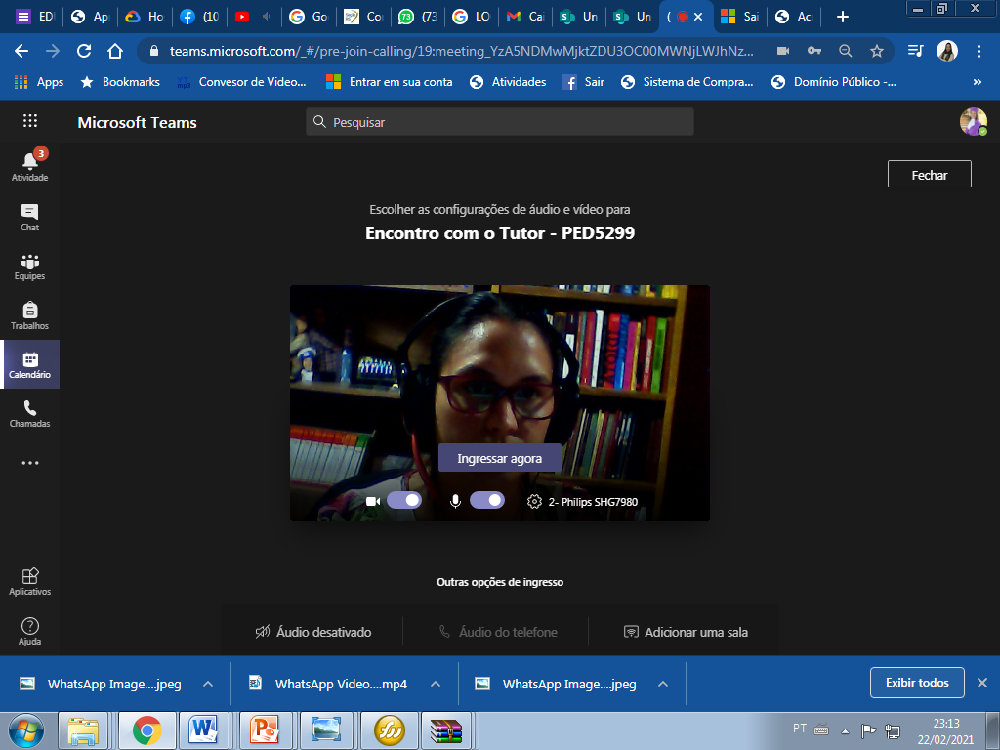 ED
Ap
Ho
(10
Go
Co
73
(73
LO
Cai
Un
Un
(
Sai
Ace
teams.microsoft.com/_#/pre-join-calling/19:meeting_YzA5NDMwMjktZDU3OC00MWNjLWJhNz...
Apps
Bookmarks
Convesor de Vídeo...
Entrar em sua conta
Atividades
Sair
Sistema de Compra...
Domínio Público -...
»
Microsoft Teams
Pesquisar
3
Atividade
Chat
Equipes
Trabalhos
Calendário
Chamadas
Aplicativos
Ajuda
Fechar
Escolher as configurações de áudio e vídeo para
Encontro com o Tutor - PED5299
Ingressar agora
2- Philips SHG7980
Outras opções de ingresso
Áudio desativado
Áudio do telefone
Adicionar uma sala
WhatsApp Image....jpeg
WhatsApp Video....mp4
WhatsApp Image....jpeg
Exibir todos
PT
23:13
22/02/2021